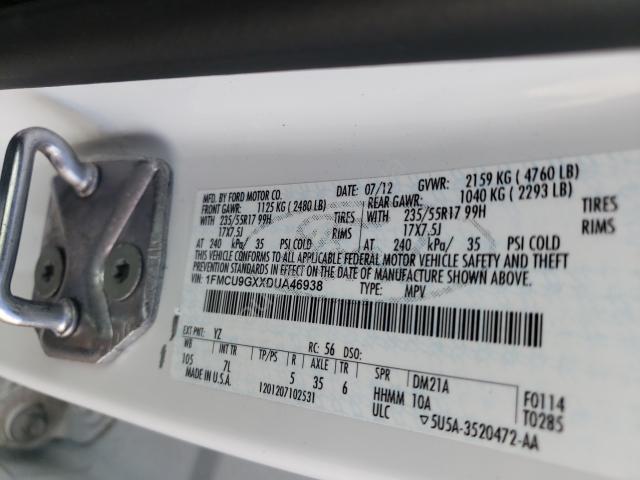 BY FORD MOTOR CO. DATE: 07/12 GVWR: 2159 KG ( 4760 LB)
FRONT GAWR: 1125 KG ( 2480 LB) REAR GAWR: 1040 KG ( 2293 LB)
WITH 235/55R17 99H TIRES WITH 235/55R17 99H TIRES
17X7.5J RIMS 17X7.5J RIMS
AT 240 kPa/ 35 PSI COLD AT 240 kPa/ 35 PSI COLD
THIS VEHICLE CONFORMS TO ALL APPLICABLE FEDERAL MOTOR VEHICLE SAFETY AND THEFT
PREVENTION STANDARDS IN EFFECT ON THE DATE OF MANUFACTURE SHOWN ABOVE.
VIN: 1FMCU9GXXDUA46938 TYPE: MPV
EXT PNT: YZ RC: 56 DSO:
WB INT TR TP/PS R AXLE TR SPR DM21A F0114
105 7L 5 35 6 HHMM 10A T0285
MADE IN U.S.A. 1201207102531 ULC ▽5U5A-3520472-AA